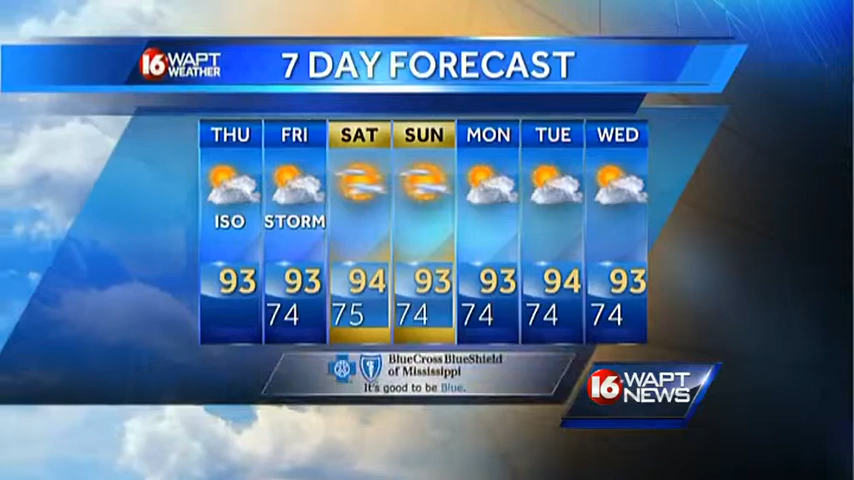 16 WAPT WEATHER
7 DAY FORECAST
THU FRI SAT SUN MON TUE WED
ISO STORM
93 93 94 93 93 94 93
74 75 74 74 74 74
BlueCross BlueShield
of Mississippi
It's good to be Blue.
16 WAPT
NEWS